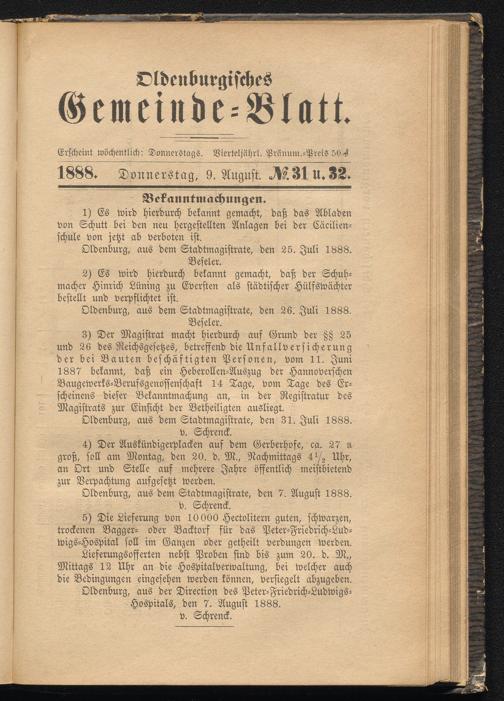 Oldenburgisches
Gemeinde-Blatt.
Erscheint wöchentlich: Donnerstags. Vierteljährl. Pränum.-Preis 50 ₰
1888. Donnerstag, 9. August. №. 31 u. 32.
Bekanntmachungen.
1) Es wird hierdurch bekannt gemacht, daß das Abladen
von Schutt bei den neu hergestellten Anlagen bei der Cäcilien-
schule von jetzt ab verboten ist.
Oldenburg, aus dem Stadtmagistrate, den 25. Juli 1888.
Beseler.
2) Es wird hierdurch bekannt gemacht, daß der Schuh-
macher Hinrich Lüning zu Eversten als städtischer Hülfswächter
bestellt und verpflichtet ist.
Oldenburg, aus dem Stadtmagistrate, den 26. Juli 1888.
Beseler.
3) Der Magistrat macht hierdurch auf Grund der §§ 25
und 26 des Reichsgesetzes, betreffend die Unfallversicherung
der bei Bauten beschäftigten Personen, vom 11. Juni
1887 bekannt, daß ein Heberollen-Auszug der Hannoverschen
Baugewerks-Berufsgenossenschaft 14 Tage, vom Tage des Er-
scheinens dieser Bekanntmachung an, in der Registratur des
Magistrats zur Einsicht der Betheiligten ausliegt.
Oldenburg, aus dem Stadtmagistrate, den 31. Juli 1888.
v. Schrenck.
4) Der Auskündigerplacken auf dem Gerberhofe, ca. 27 a
groß, soll am Montag, den 20. d. M., Nachmittags 4½ Uhr,
an Ort und Stelle auf mehrere Jahre öffentlich meistbietend
zur Verpachtung aufgesetzt werden.
Oldenburg, aus dem Stadtmagistrate, den 7. August 1888.
v. Schrenck.
5) Die Lieferung von 10000 Hectolitern guten, schwarzen,
trockenen Bagger- oder Backtorf für das Peter-Friedrich-Lud-
wigs-Hospital soll im Ganzen oder getheilt verdungen werden.
Lieferungsofferten nebst Proben sind bis zum 20. d. M.,
Mittags 12 Uhr an die Hospitalverwaltung, bei welcher auch
die Bedingungen eingesehen werden können, versiegelt abzugeben.
Oldenburg, aus der Direction des Peter-Friedrich-Ludwigs-
Hospitals, den 7. August 1888.
v. Schrenck.